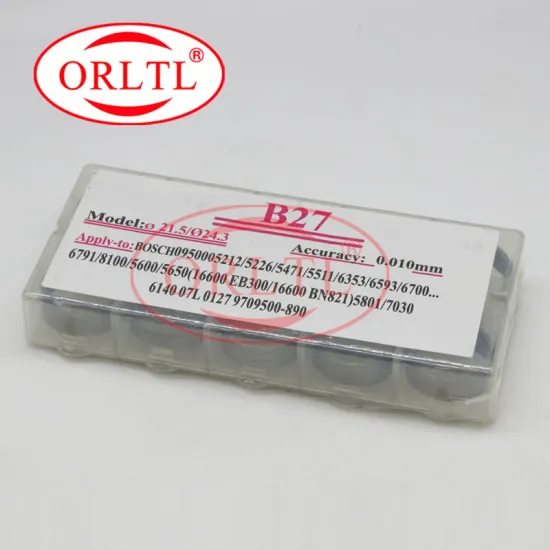 ORLTL
B27
Model:ø 21.5/Ø24.3 Accuracy: 0.010mm
Apply-to:BOSCH0950005212/5226/5471/5511/6353/6593/6700...
6791/8100/5600/5650(16600 EB300/16600 BN821)5801/7030
6140 07L 0127 9709500-890
ORLTL